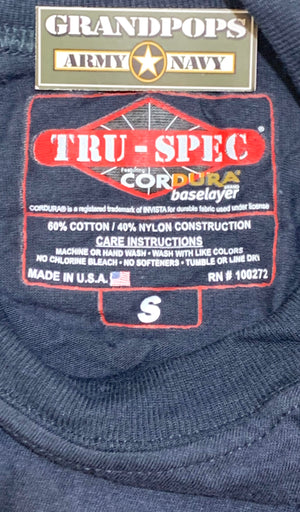 GRANDPOPS
ARMY NAVY
TRU-SPEC®
Featuring
CORDURA®
BRAND
baselayer
CORDURA® is a registered trademark of INVISTA for durable fabric used under license
60% COTTON / 40% NYLON CONSTRUCTION
CARE INSTRUCTIONS
MACHINE OR HAND WASH • WASH WITH LIKE COLORS
NO CHLORINE BLEACH • NO SOFTENERS • TUMBLE OR LINE DRY
MADE IN U.S.A. RN # 100272
S